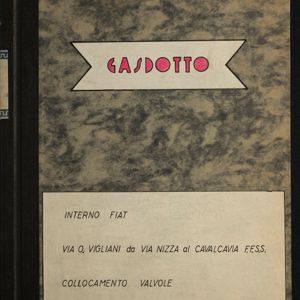 GASDOTTO
INTERNO FIAT
VIA O, VIGLIANI da VIA NIZZA al CAVALCAVIA F.F.S.S.
COLLOCAMENTO VALVOLE